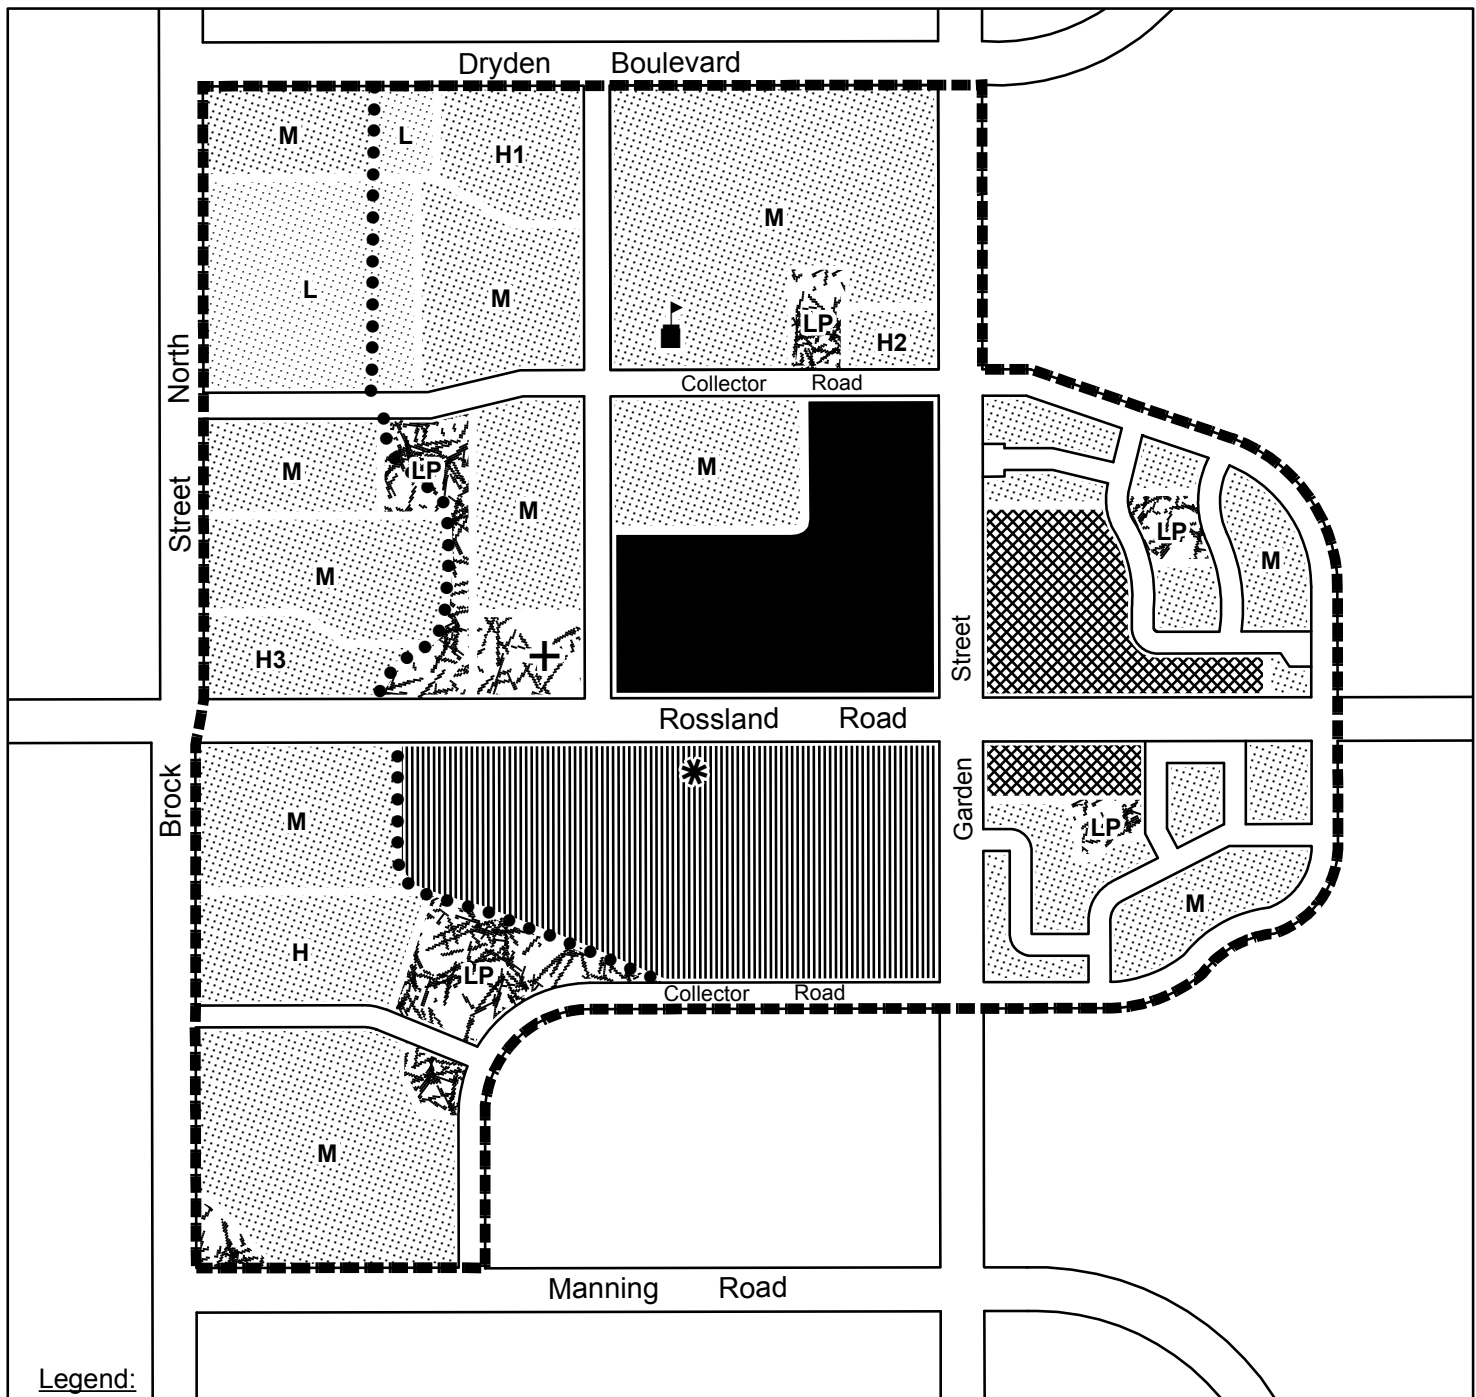 Dryden Boulevard
M
L
H1
M
L
M
LP
H2
North
Collector Road
M
LP
M
M
LP
M
M
M
H3
Street
Street
Rossland Road
Brock
M
Garden
LP
M
H
LP
Collector Road
M
Manning Road
Legend: